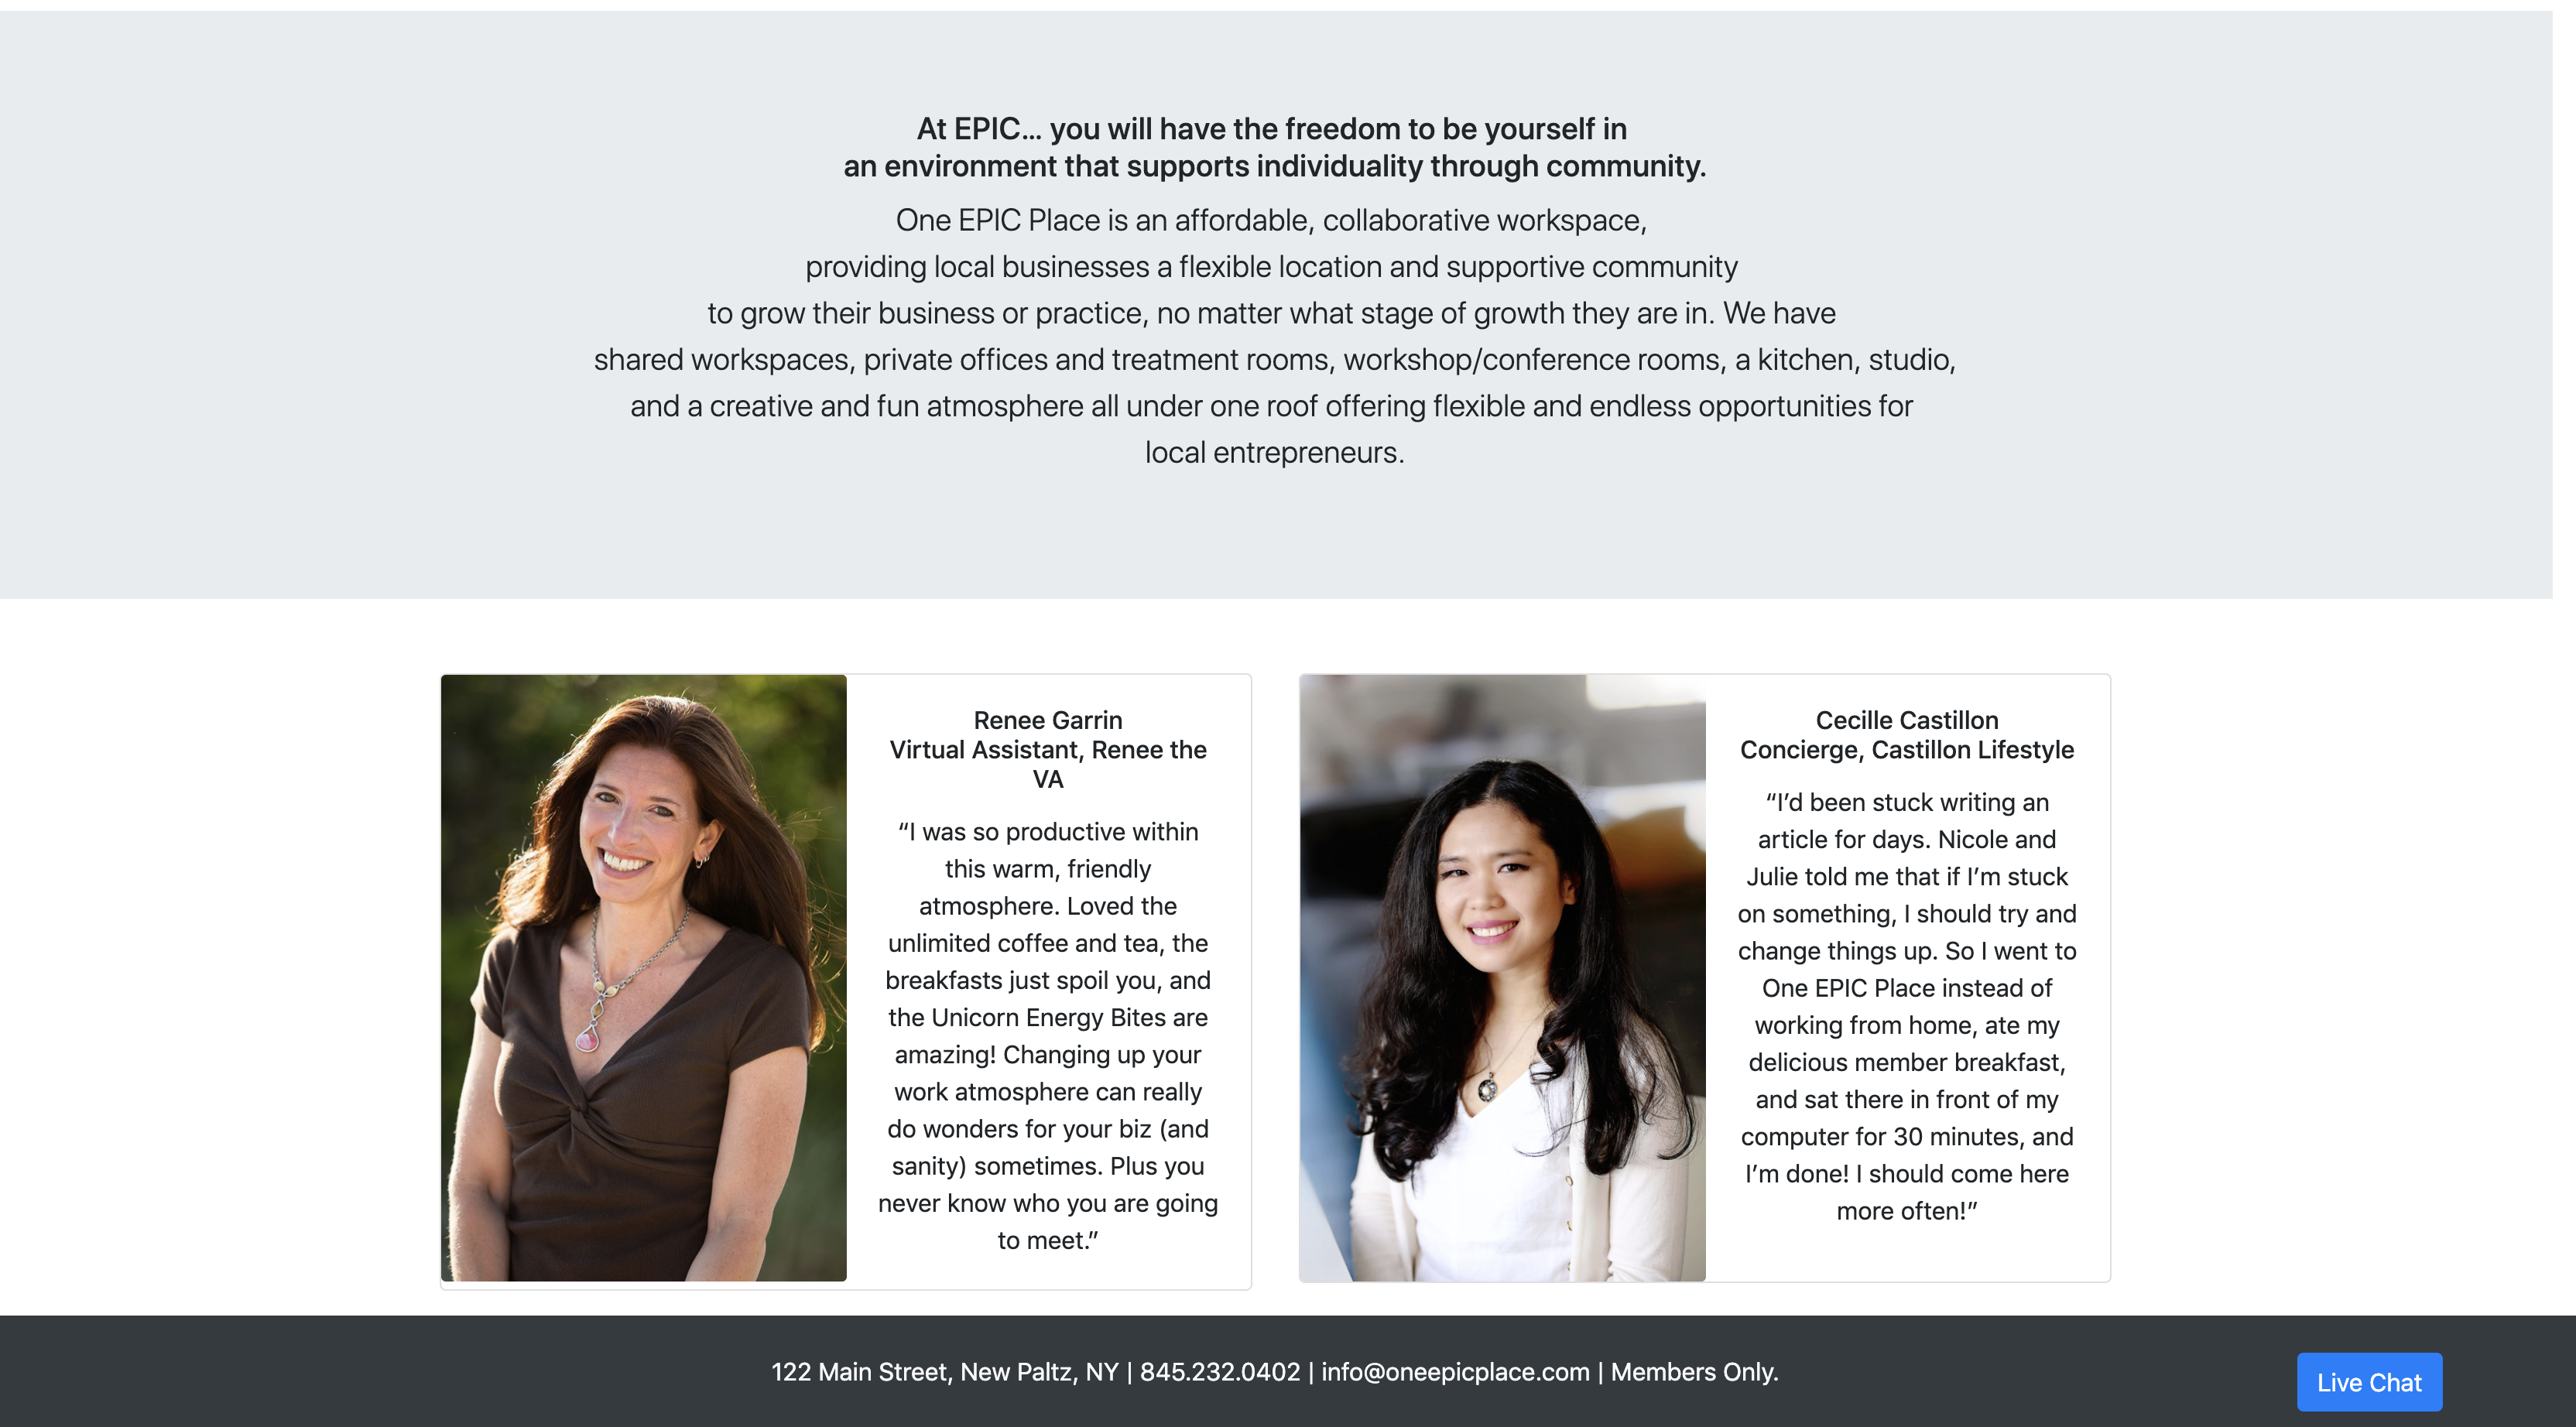 At EPIC... you will have the freedom to be yourself in
an environment that supports individuality through community.
One EPIC Place is an affordable, collaborative workspace,
providing local businesses a flexible location and supportive community
to grow their business or practice, no matter what stage of growth they are in. We have
shared workspaces, private offices and treatment rooms, workshop/conference rooms, a kitchen, studio,
and a creative and fun atmosphere all under one roof offering flexible and endless opportunities for
local entrepreneurs.
Renee Garrin
Virtual Assistant, Renee the
VA
“I was so productive within
this warm, friendly
atmosphere. Loved the
unlimited coffee and tea, the
breakfasts just spoil you, and
the Unicorn Energy Bites are
amazing! Changing up your
work atmosphere can really
do wonders for your biz (and
sanity) sometimes. Plus you
never know who you are going
to meet.”
Cecille Castillon
Concierge, Castillon Lifestyle
“I’d been stuck writing an
article for days. Nicole and
Julie told me that if I’m stuck
on something, I should try and
change things up. So I went to
One EPIC Place instead of
working from home, ate my
delicious member breakfast,
and sat there in front of my
computer for 30 minutes, and
I’m done! I should come here
more often!”
122 Main Street, New Paltz, NY | 845.232.0402 | info@oneepicplace.com | Members Only.
Live Chat